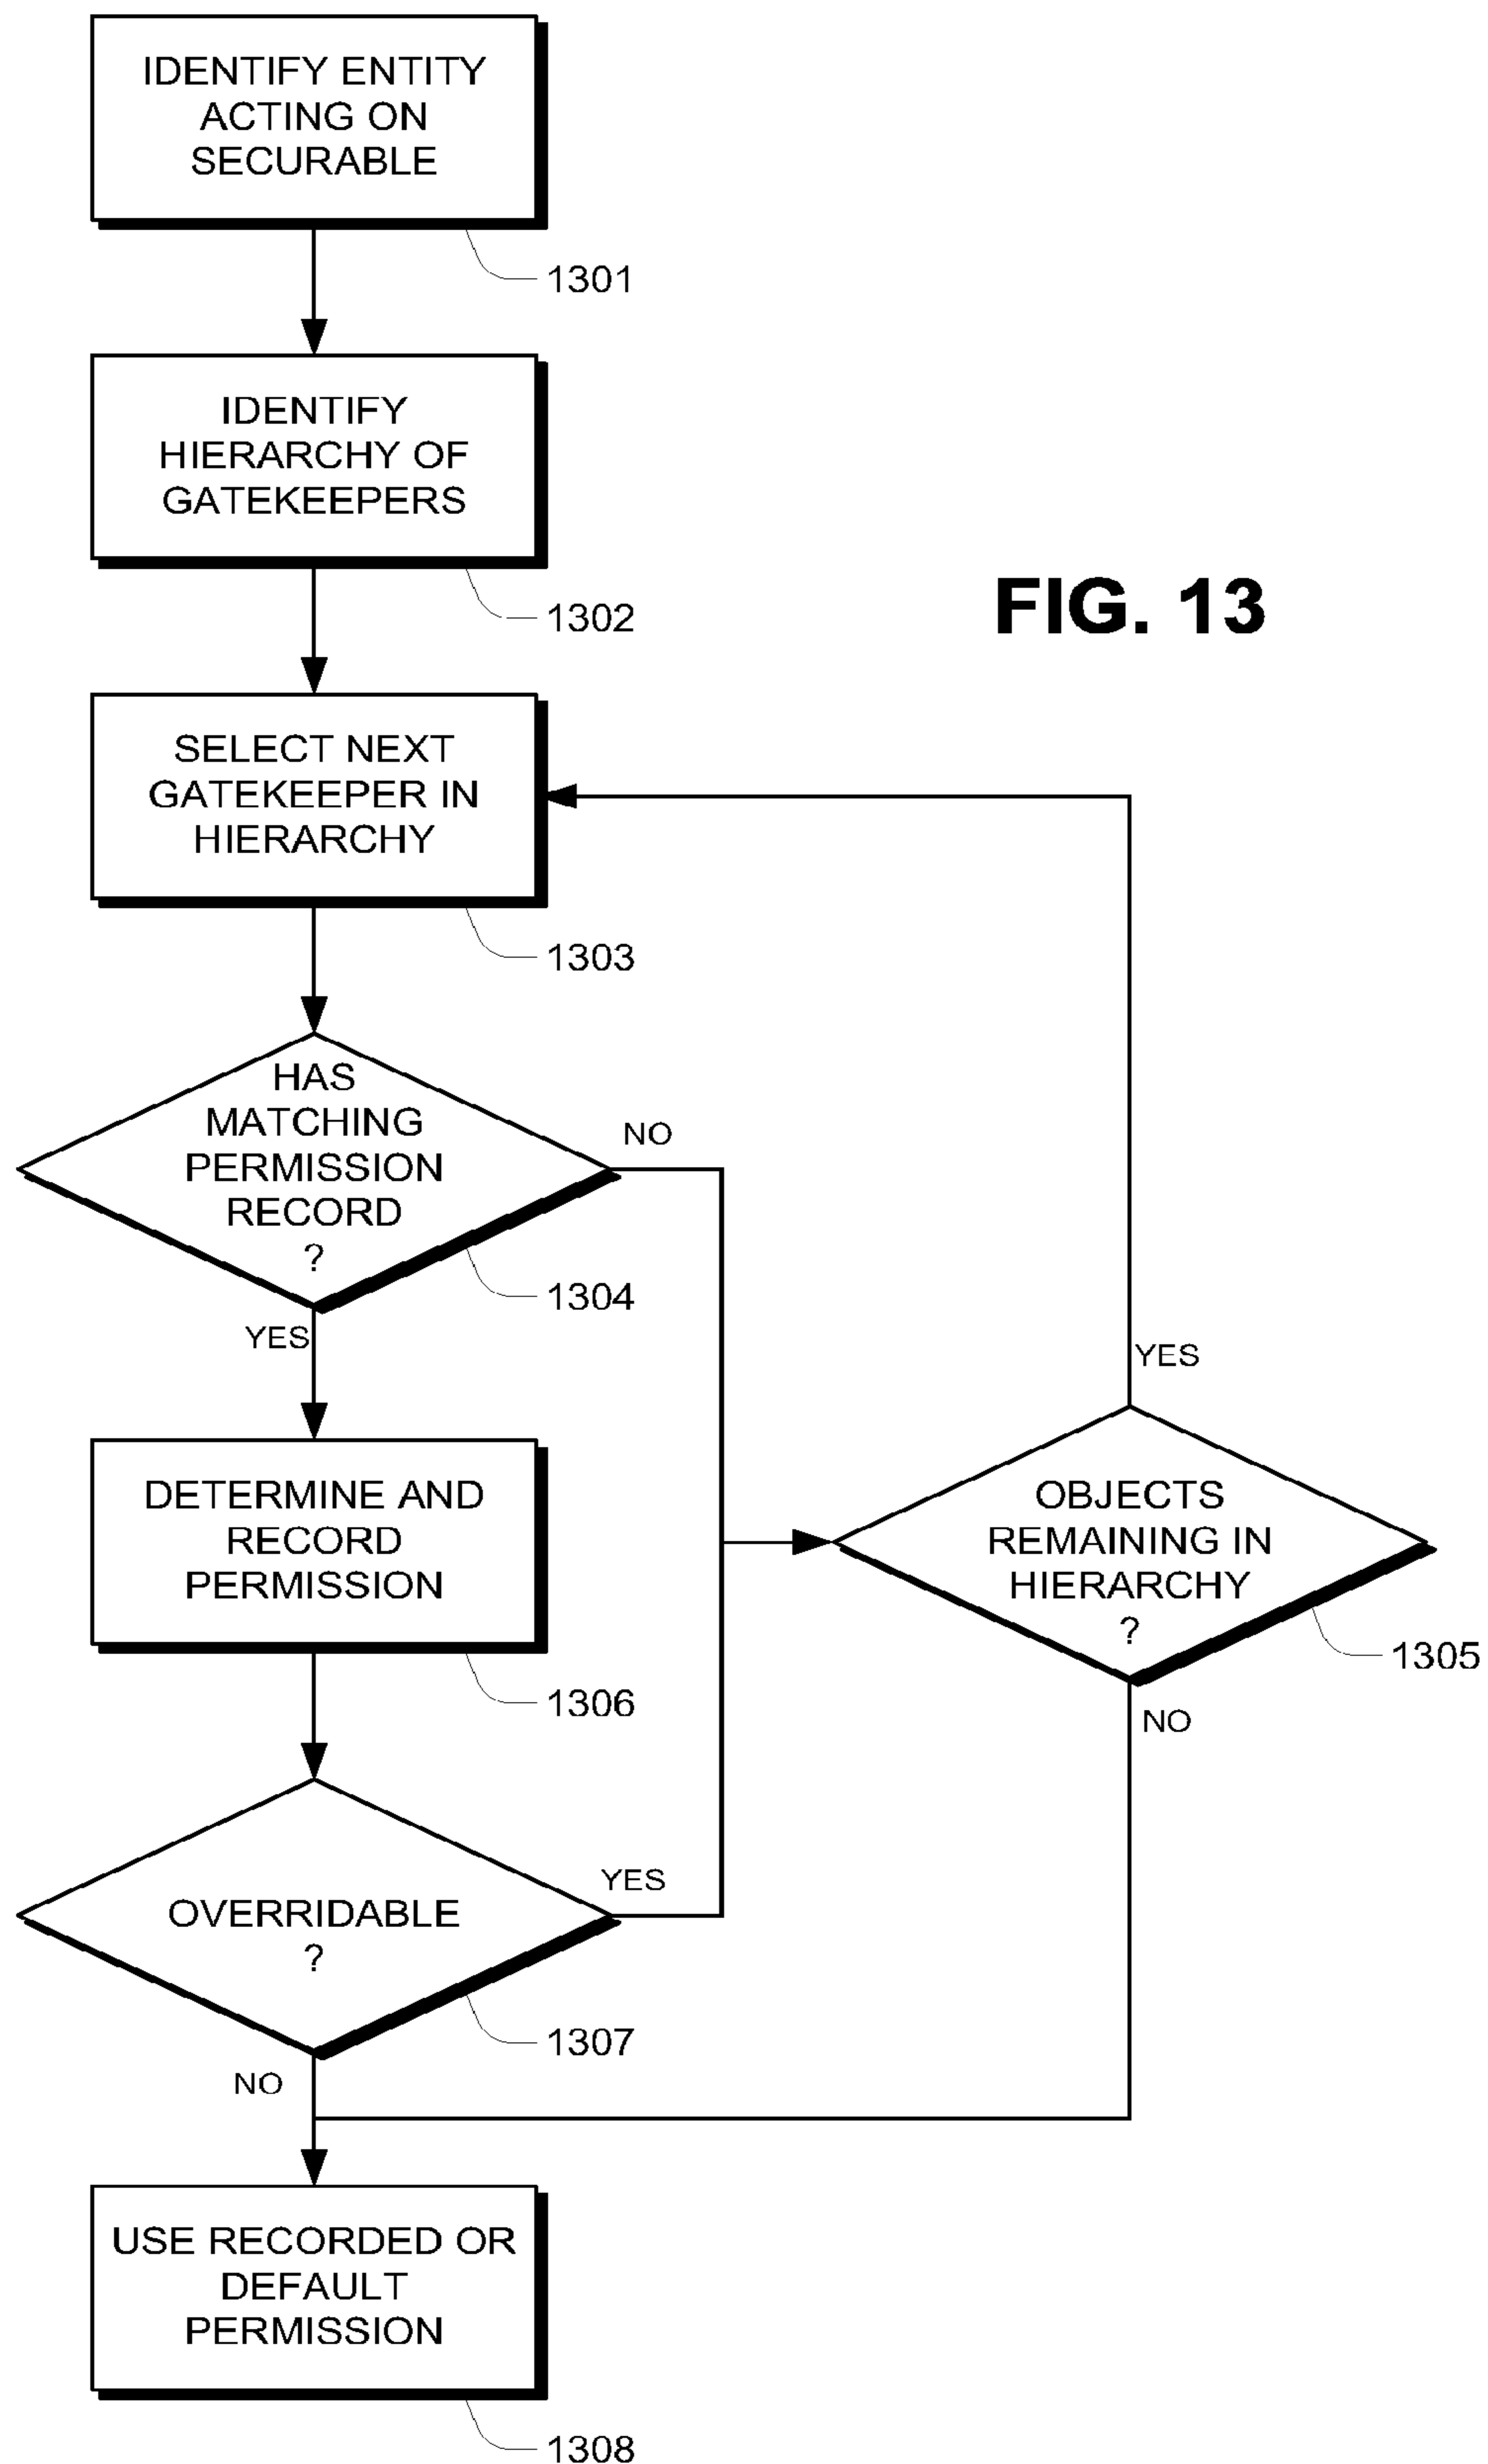 IDENTIFY ENTITY
ACTING ON
SECURABLE
1301
IDENTIFY
HIERARCHY OF
GATEKEEPERS
1302
FIG. 13
SELECT NEXT
GATEKEEPER IN
HIERARCHY
1303
HAS
MATCHING
PERMISSION
RECORD
?
NO
1304
YES
YES
OBJECTS
REMAINING IN
HIERARCHY
?
1305
NO
DETERMINE AND
RECORD
PERMISSION
1306
OVERRIDABLE
?
YES
1307
NO
USE RECORDED OR
DEFAULT
PERMISSION
1308